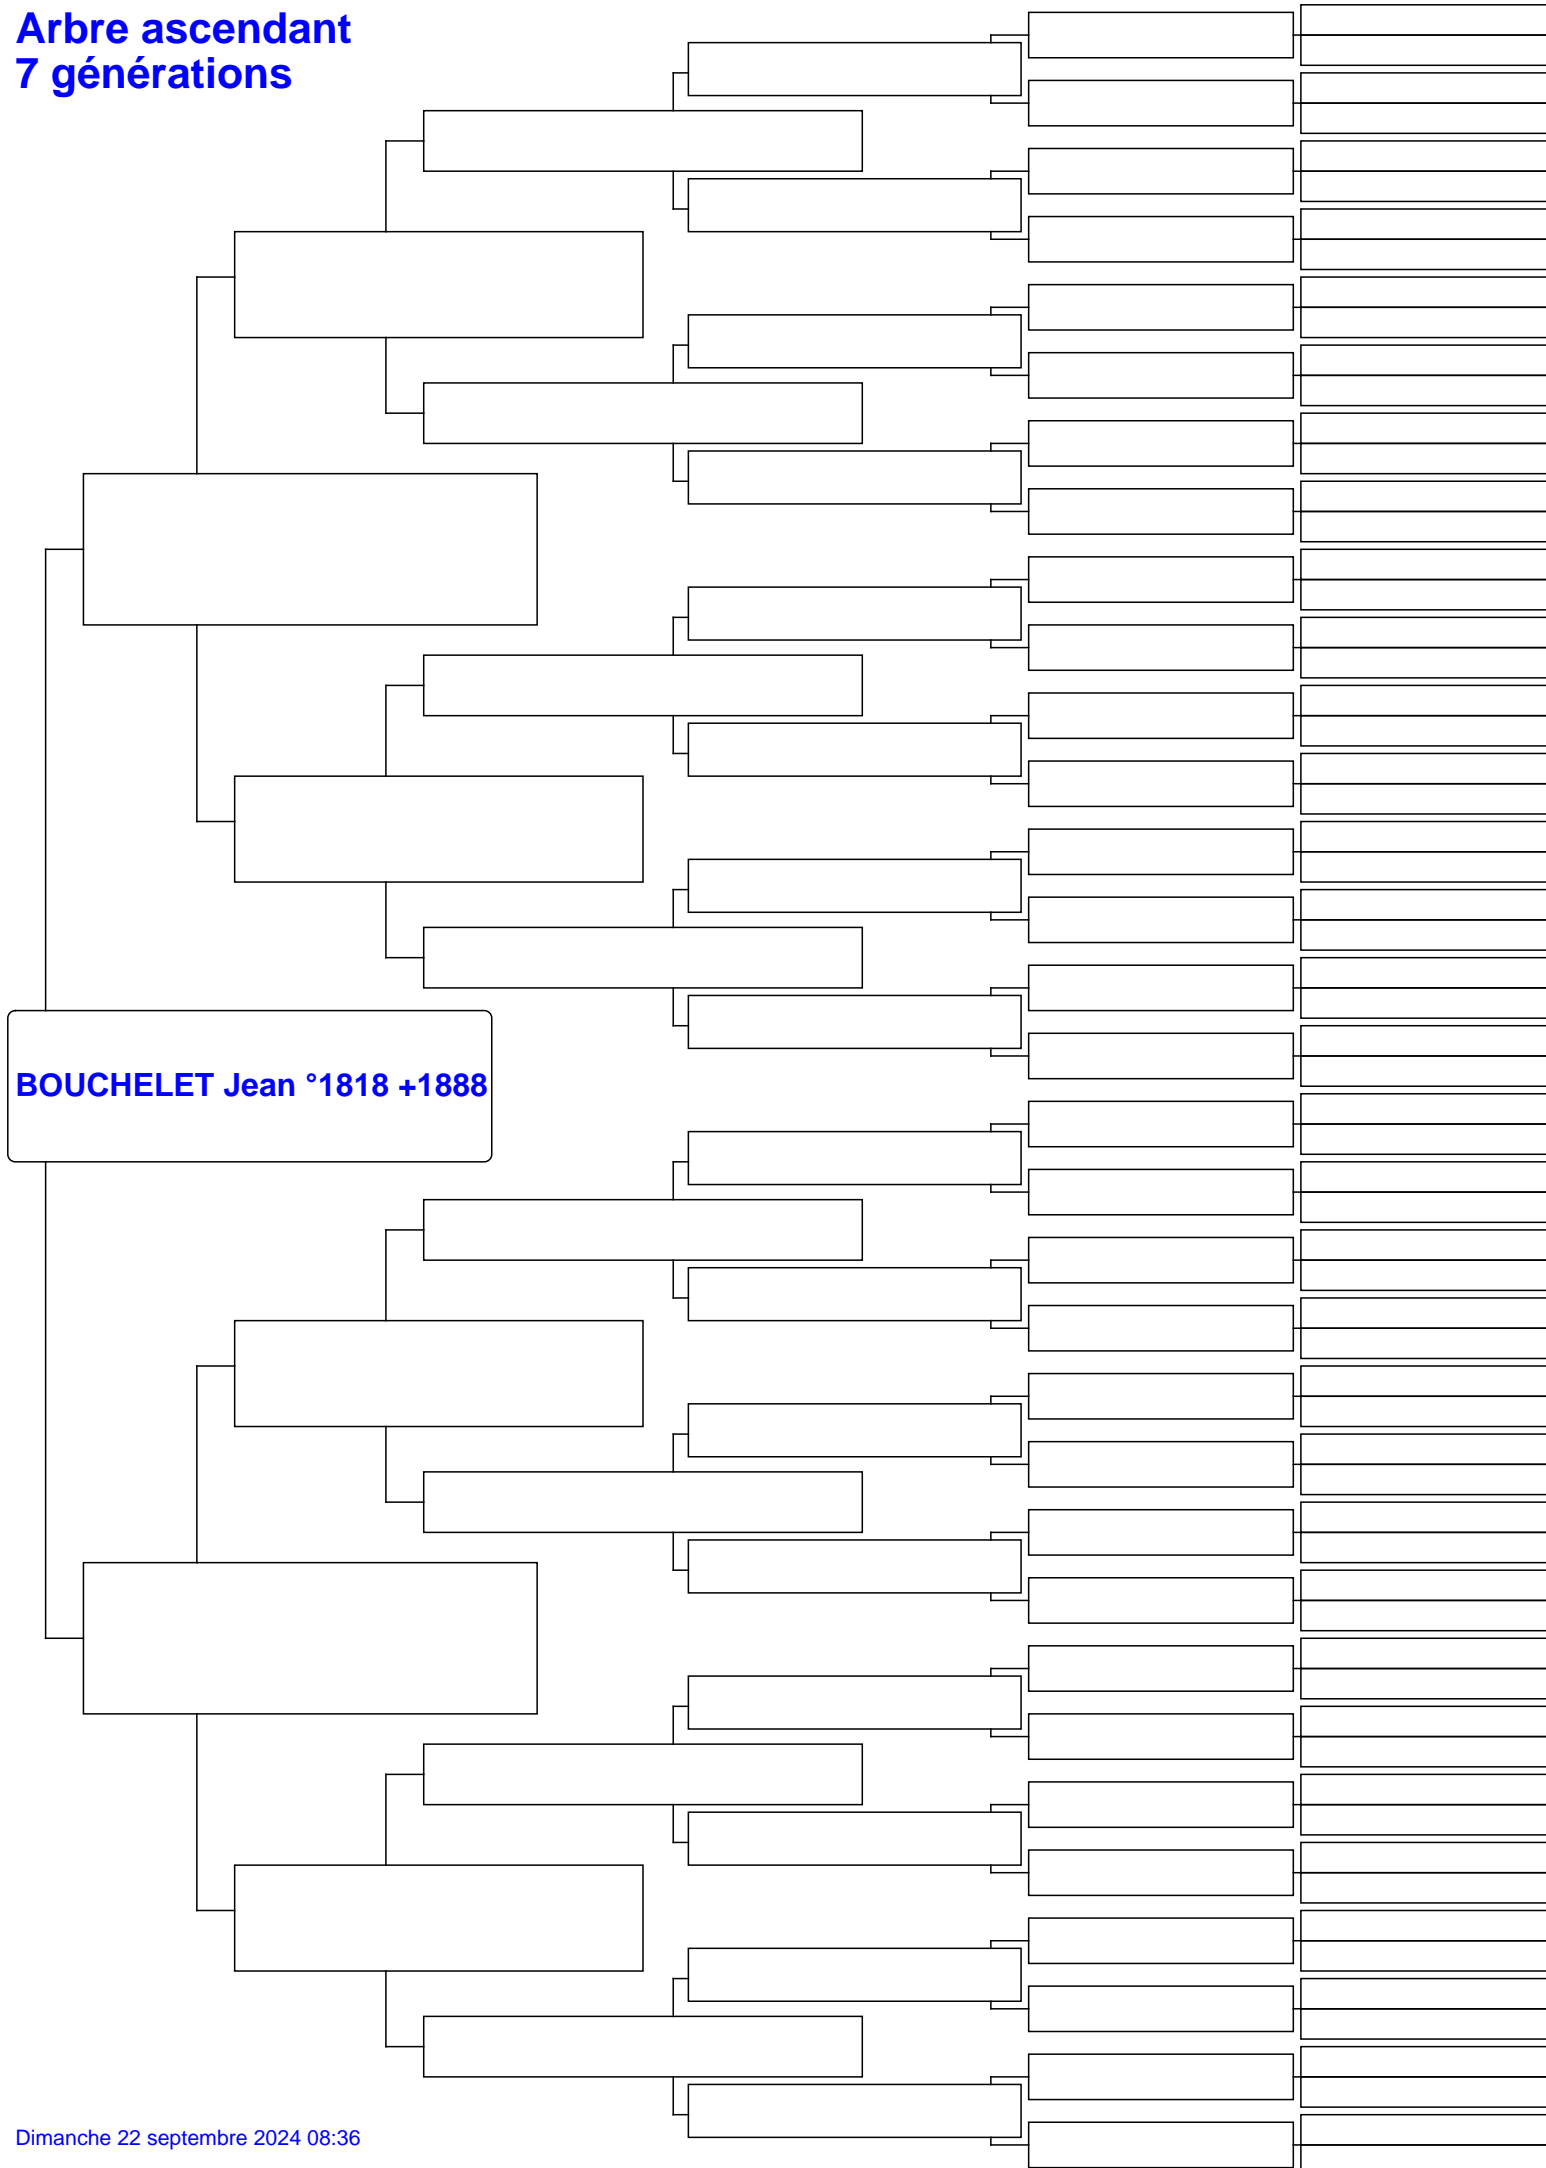 Arbre ascendant
7 générations
BOUCHELET Jean °1818 +1888
Dimanche 22 septembre 2024 08:36